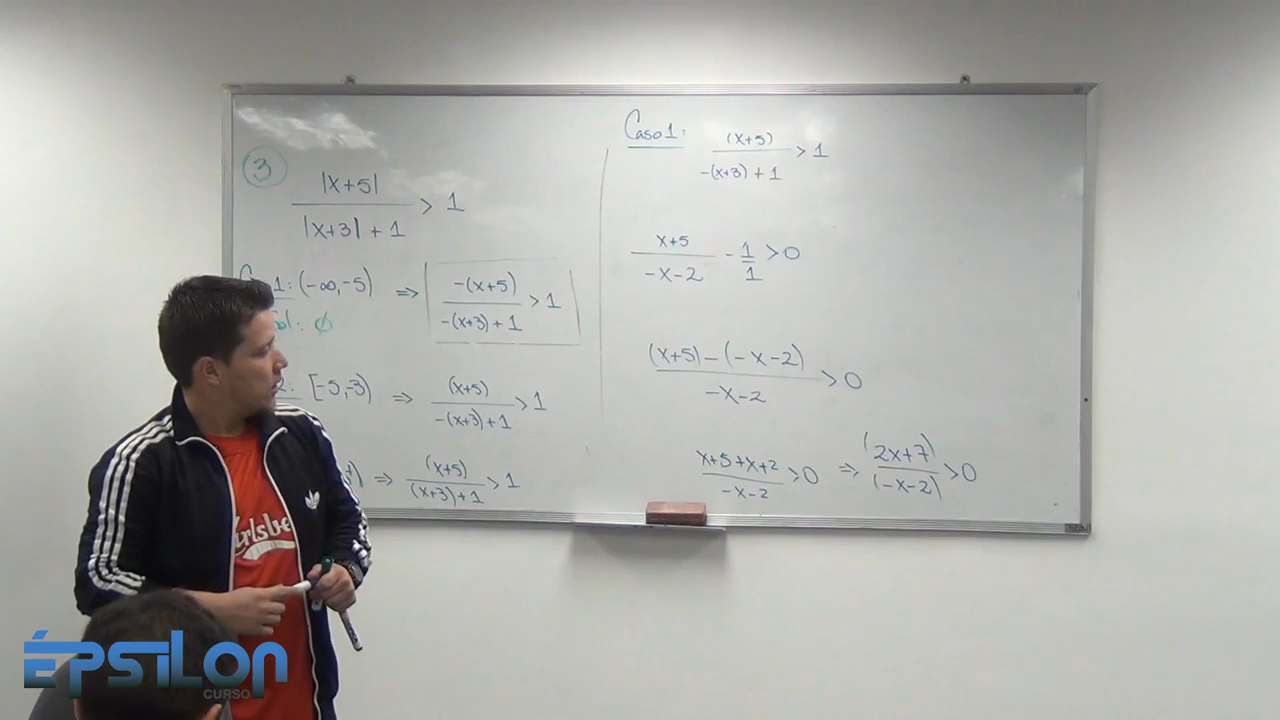 3
|x+5| / |x+3| + 1 > 1
1: (-∞,-5) ⇒ -(x+5) / -(x+3)+1 > 1
: ∅
2: [-5,-3) ⇒ (x+5) / -(x+3)+1 > 1
⇒ (x+5) / (x+3)+1 > 1
Caso 1: (x+5) / -(x+3)+1 > 1
x+5 / -x-2 - 1/1 > 0
(x+5)-(-x-2) / -x-2 > 0
x+5+x+2 / -x-2 > 0 ⇒ (2x+7) / (-x-2) > 0
ÉPSILON
CURSO